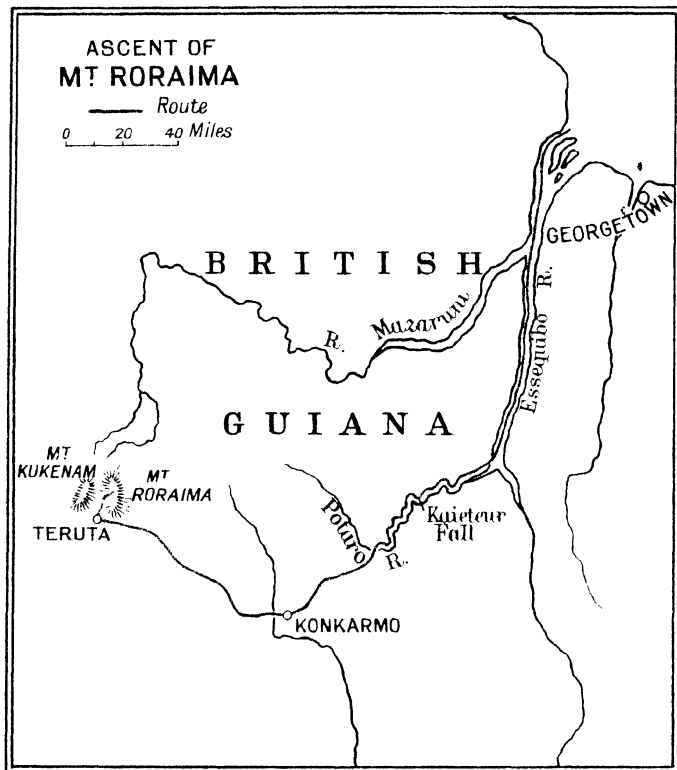 ASCENT OF
MT RORAIMA
Route
0 20 40 Miles
GEORGETOWN
BRITISH
Mazaruni
R.
Essequibo R.
GUIANA
MT
KUKENAM
MT
RORAIMA
TERUTA
Potaro
R.
Kaieteur
Fall
KONKARMO